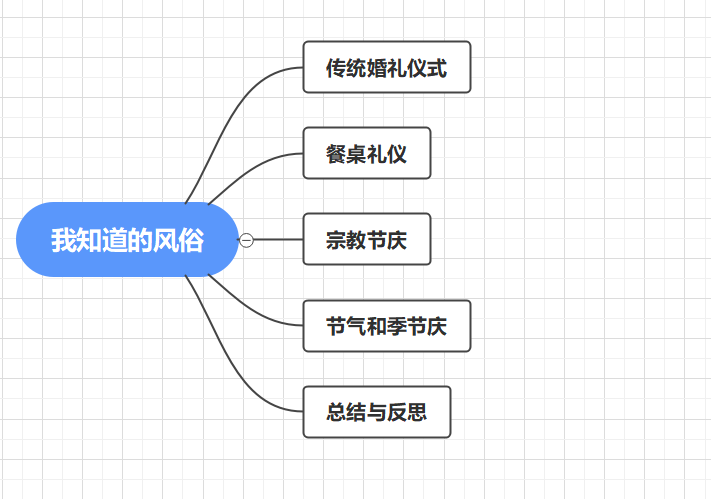 传统婚礼仪式
餐桌礼仪
我知道的风俗
宗教节庆
节气和季节庆
总结与反思